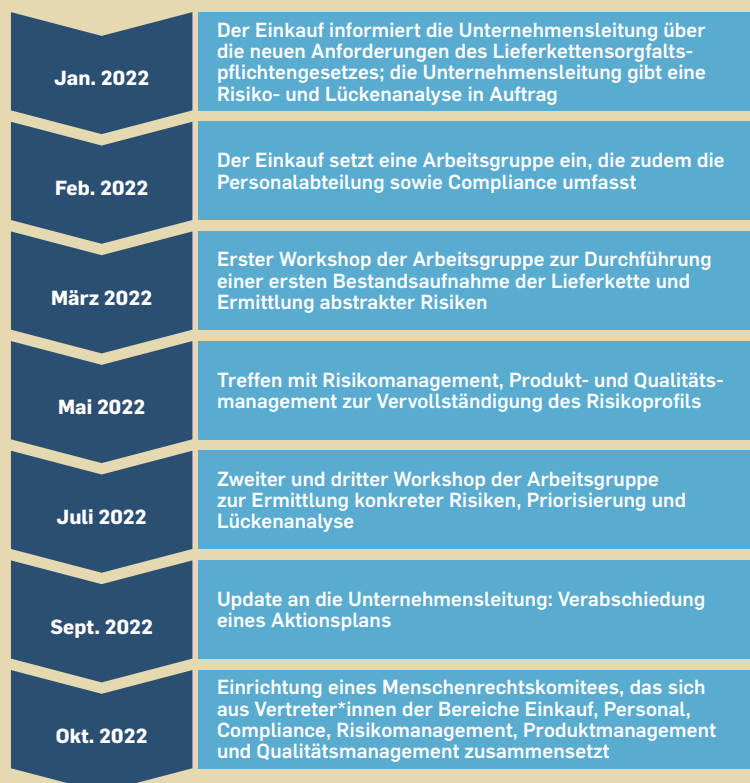 Jan. 2022
Der Einkauf informiert die Unternehmensleitung über
die neuen Anforderungen des Lieferkettensorgfalts-
pflichtengesetzes; die Unternehmensleitung gibt eine
Risiko- und Lückenanalyse in Auftrag
Feb. 2022
Der Einkauf setzt eine Arbeitsgruppe ein, die zudem die
Personalabteilung sowie Compliance umfasst
März 2022
Erster Workshop der Arbeitsgruppe zur Durchführung
einer ersten Bestandsaufnahme der Lieferkette und
Ermittlung abstrakter Risiken
Mai 2022
Treffen mit Risikomanagement, Produkt- und Qualitäts-
management zur Vervollständigung des Risikoprofils
Juli 2022
Zweiter und dritter Workshop der Arbeitsgruppe
zur Ermittlung konkreter Risiken, Priorisierung und
Lückenanalyse
Sept. 2022
Update an die Unternehmensleitung: Verabschiedung
eines Aktionsplans
Okt. 2022
Einrichtung eines Menschenrechtskomitees, das sich
aus Vertreter*innen der Bereiche Einkauf, Personal,
Compliance, Risikomanagement, Produktmanagement
und Qualitätsmanagement zusammensetzt